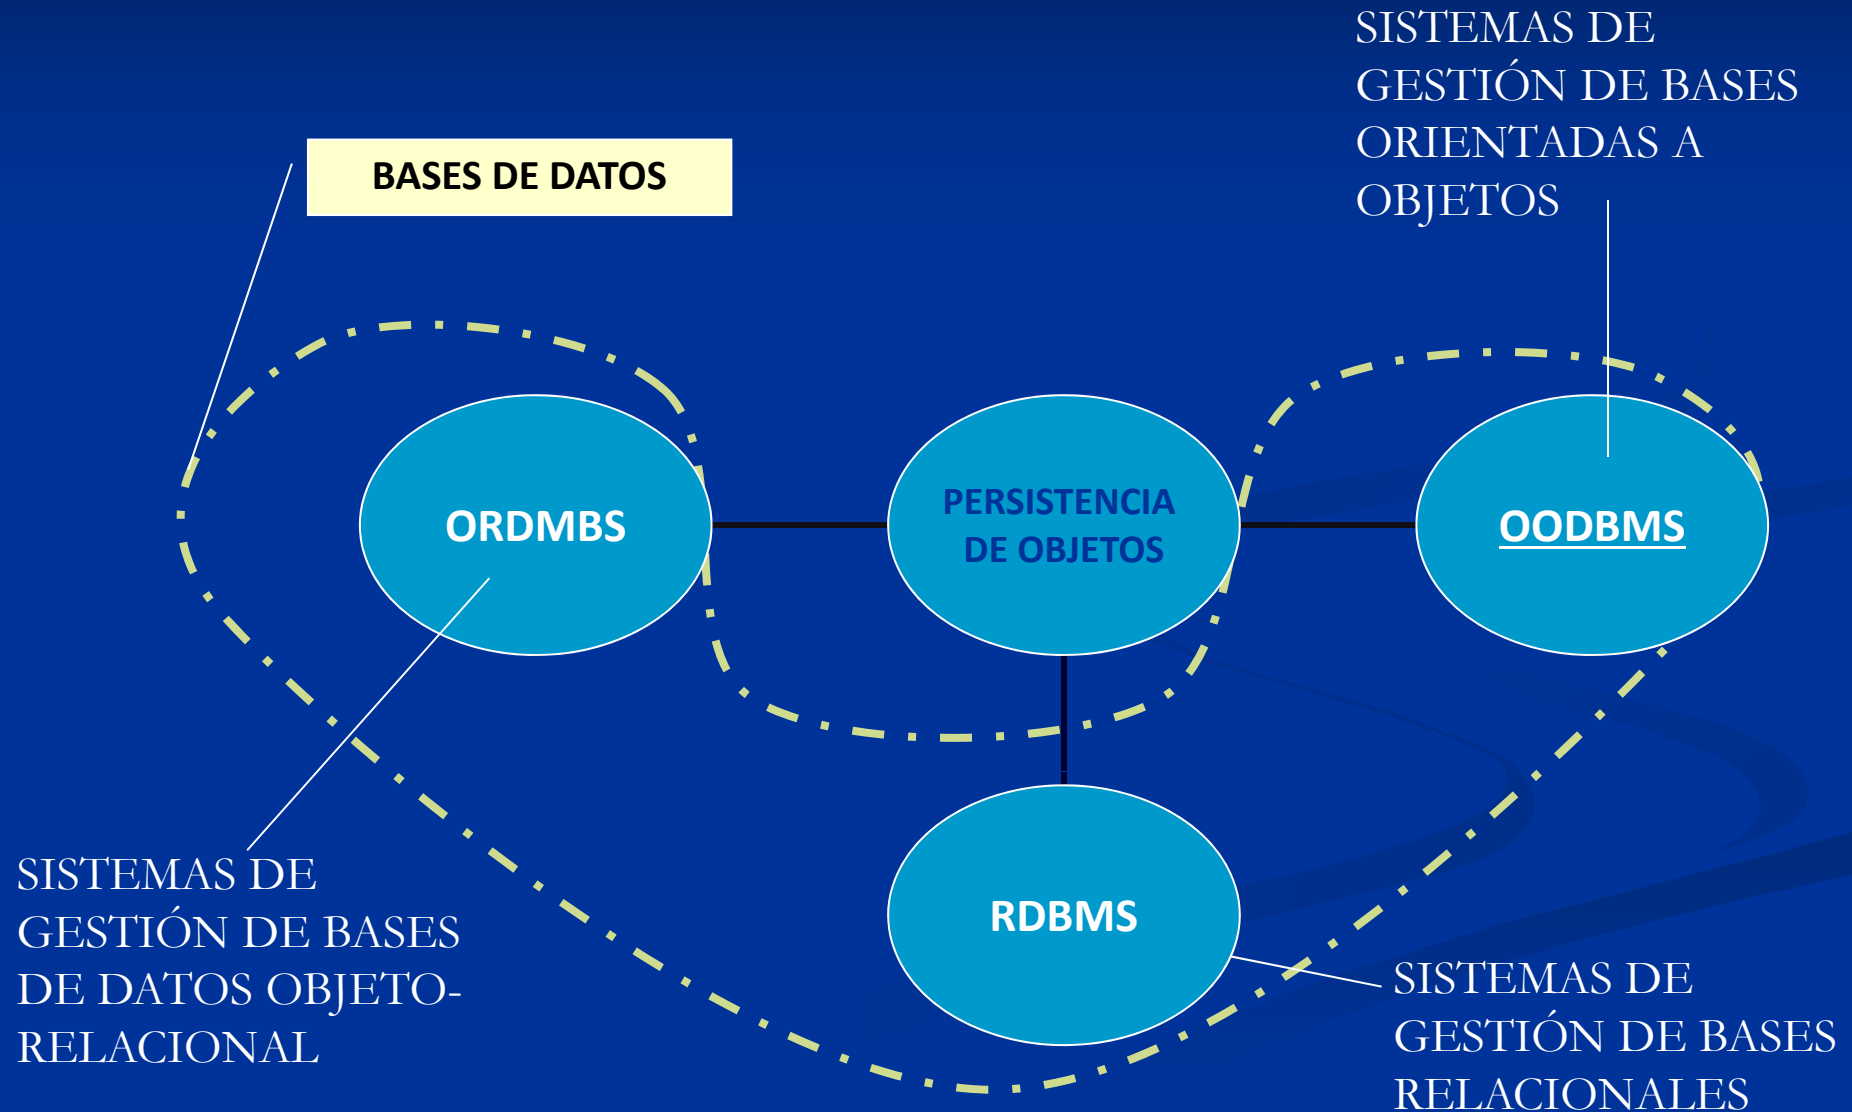 SISTEMAS DE
GESTIÓN DE BASES
ORIENTADAS A
OBJETOS
BASES DE DATOS
ORDMBS
PERSISTENCIA
DE OBJETOS
OODBMS
RDBMS
SISTEMAS DE
GESTIÓN DE BASES
DE DATOS OBJETO-
RELACIONAL
SISTEMAS DE
GESTIÓN DE BASES
RELACIONALES